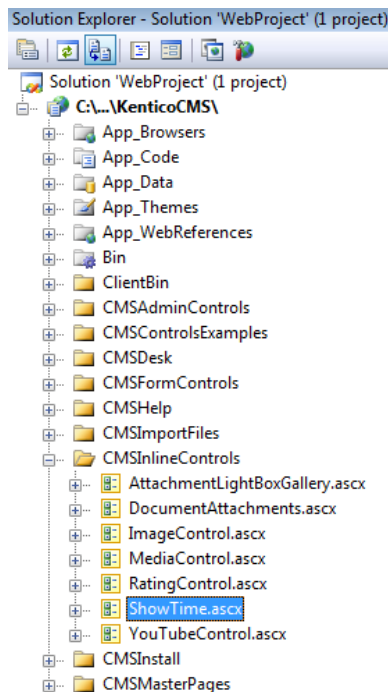 Solution Explorer - Solution 'WebProject' (1 project)
Solution 'WebProject' (1 project)
C:\...\KenticoCMS\
App_Browsers
App_Code
App_Data
App_Themes
App_WebReferences
Bin
ClientBin
CMSAdminControls
CMSControlsExamples
CMSDesk
CMSFormControls
CMSHelp
CMSImportFiles
CMSInlineControls
AttachmentLightBoxGallery.ascx
DocumentAttachments.ascx
ImageControl.ascx
MediaControl.ascx
RatingControl.ascx
ShowTime.ascx
YouTubeControl.ascx
CMSInstall
CMSMasterPages